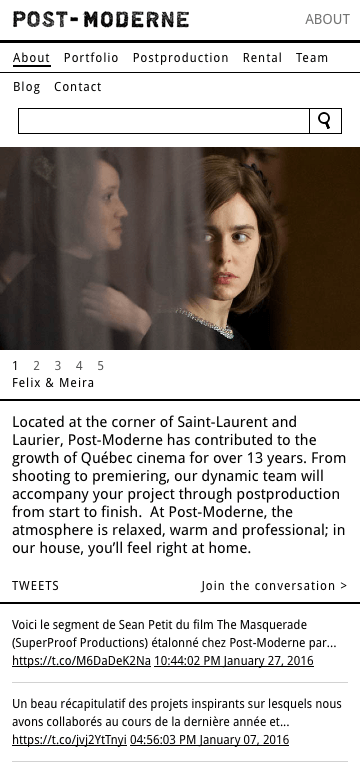 POST-MODERNE
ABOUT
About Portfolio Postproduction Rental Team
Blog Contact
1 2 3 4 5
Felix & Meira
Located at the corner of Saint-Laurent and
Laurier, Post-Moderne has contributed to the
growth of Québec cinema for over 13 years. From
shooting to premiering, our dynamic team will
accompany your project through postproduction
from start to finish.  At Post-Moderne, the
atmosphere is relaxed, warm and professional; in
our house, you’ll feel right at home.
TWEETS
Join the conversation >
Voici le segment de Sean Petit du film The Masquerade
(SuperProof Productions) étalonné chez Post-Moderne par...
https://t.co/M6DaDeK2Na 10:44:02 PM January 27, 2016
Un beau récapitulatif des projets inspirants sur lesquels nous
avons collaborés au cours de la dernière année et...
https://t.co/jvj2YtTnyi 04:56:03 PM January 07, 2016